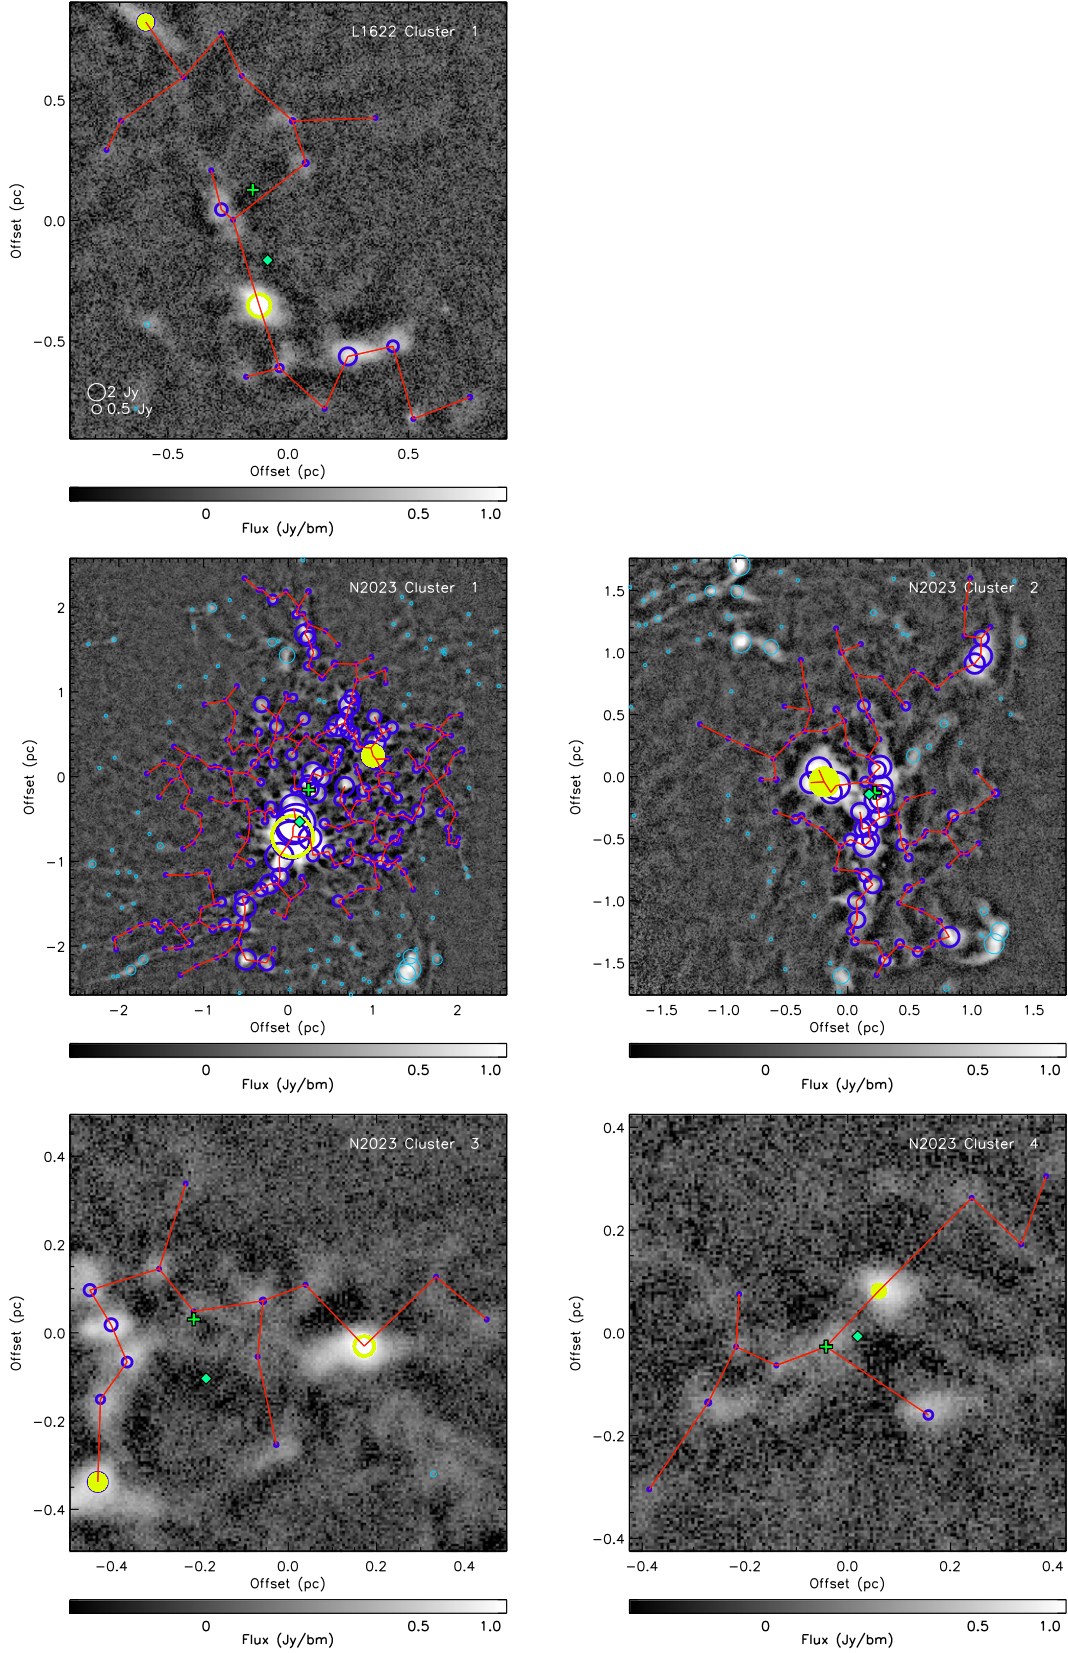 L1622 Cluster 1
0.5
0.0
−0.5
Offset (pc)
2 Jy
0.5 Jy
−0.5 0.0 0.5
Offset (pc)
0 0.5 1.0
Flux (Jy/bm)
N2023 Cluster 1
2
1
0
−1
−2
Offset (pc)
−2 −1 0 1 2
Offset (pc)
0 0.5 1.0
Flux (Jy/bm)
N2023 Cluster 2
1.5
1.0
0.5
0.0
−0.5
−1.0
−1.5
Offset (pc)
−1.5 −1.0 −0.5 0.0 0.5 1.0 1.5
Offset (pc)
0 0.5 1.0
Flux (Jy/bm)
N2023 Cluster 3
0.4
0.2
0.0
−0.2
−0.4
Offset (pc)
−0.4 −0.2 0.0 0.2 0.4
Offset (pc)
0 0.5 1.0
Flux (Jy/bm)
N2023 Cluster 4
0.4
0.2
0.0
−0.2
−0.4
Offset (pc)
−0.4 −0.2 0.0 0.2 0.4
Offset (pc)
0 0.5 1.0
Flux (Jy/bm)